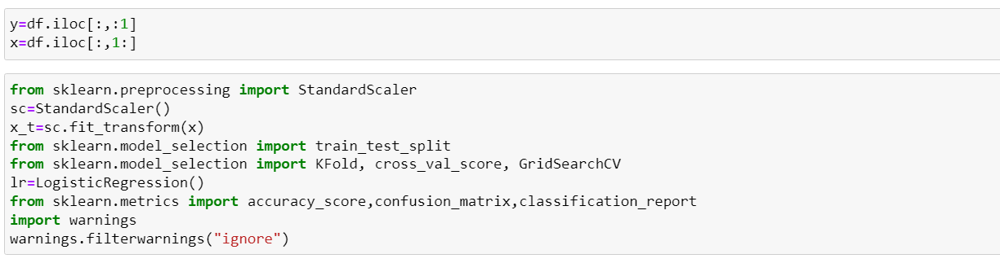 y=df.iloc[:,:1]
x=df.iloc[:,1:]
from sklearn.preprocessing import StandardScaler
sc=StandardScaler()
x_t=sc.fit_transform(x)
from sklearn.model_selection import train_test_split
from sklearn.model_selection import KFold, cross_val_score, GridSearchCV
lr=LogisticRegression()
from sklearn.metrics import accuracy_score,confusion_matrix,classification_report
import warnings
warnings.filterwarnings("ignore")